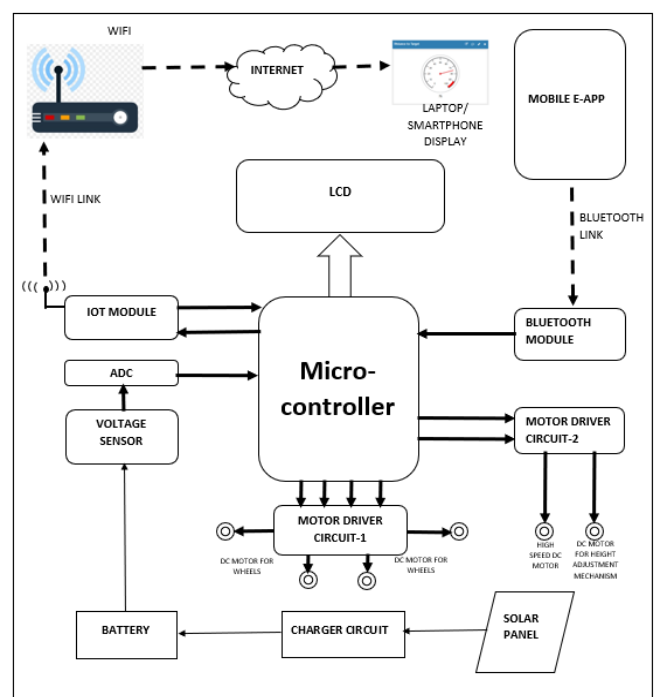 WIFI
INTERNET
LAPTOP/
SMARTPHONE
DISPLAY
MOBILE E-APP
WIFI LINK
LCD
BLUETOOTH
LINK
(((  )))
IOT MODULE
BLUETOOTH
MODULE
ADC
Micro-
controller
VOLTAGE
SENSOR
MOTOR DRIVER
CIRCUIT-2
MOTOR DRIVER
CIRCUIT-1
DC MOTOR FOR
WHEELS
DC MOTOR FOR
WHEELS
HIGH
SPEED DC
MOTOR
DC MOTOR
FOR HEIGHT
ADJUSTMENT
MECHANISM
BATTERY
CHARGER CIRCUIT
SOLAR
PANEL